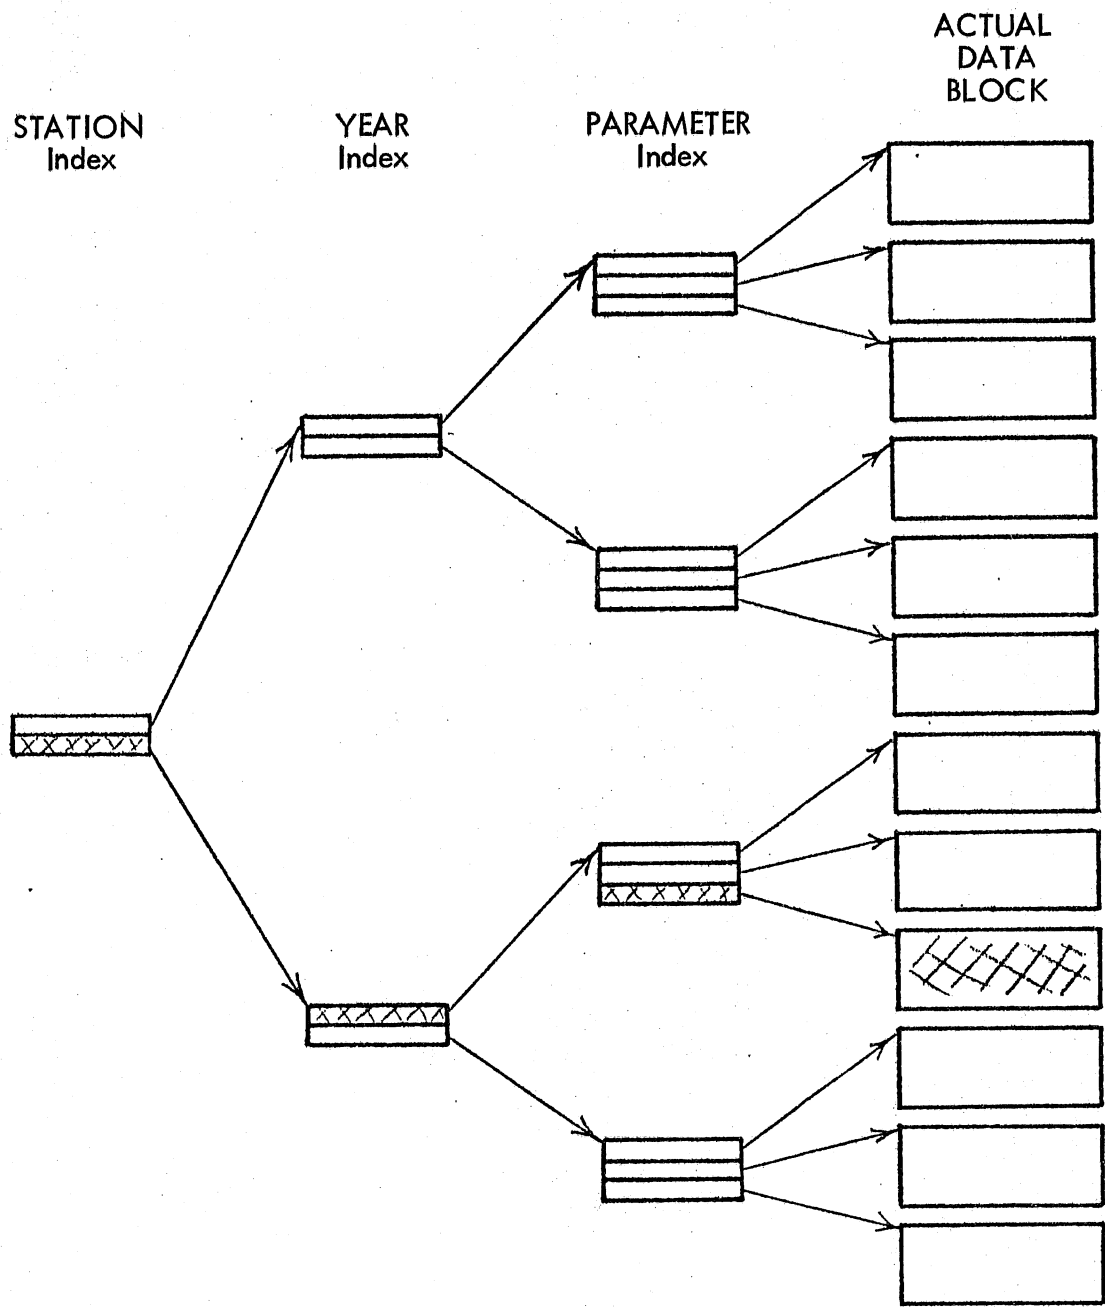 ACTUAL
DATA
BLOCK
STATION
Index
YEAR
Index
PARAMETER
Index